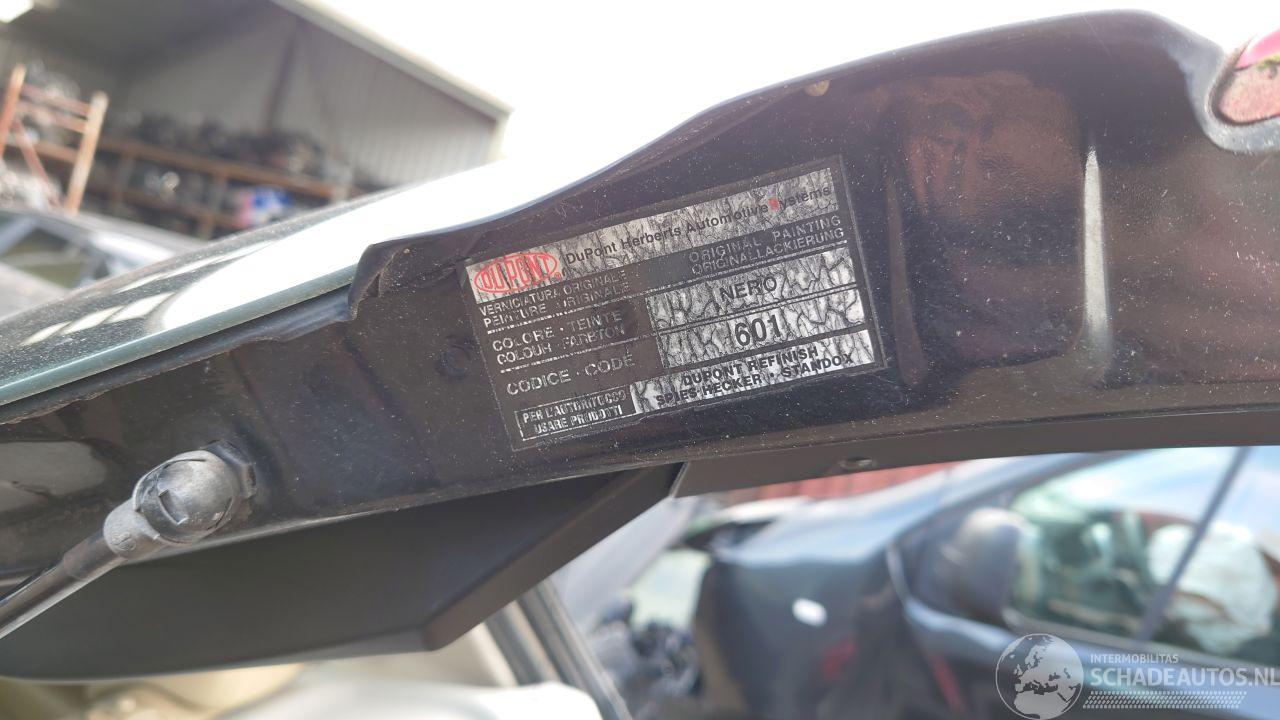 DUPONT® DuPont Herberts Automotive Systems
VERNICIATURA ORIGINALE ORIGINAL PAINTING
PEINTURE ORIGINALE ORIGINALLACKIERUNG
COLORE · TEINTE NERO
COLOUR · FARBTON
CODICE · CODE 601
PER L'AUTORITOCCO DUPONT REFINISH
USARE PRODOTTI SPIES HECKER · STANDOX
INTERMOBILITAS
SCHADEAUTOS.NL